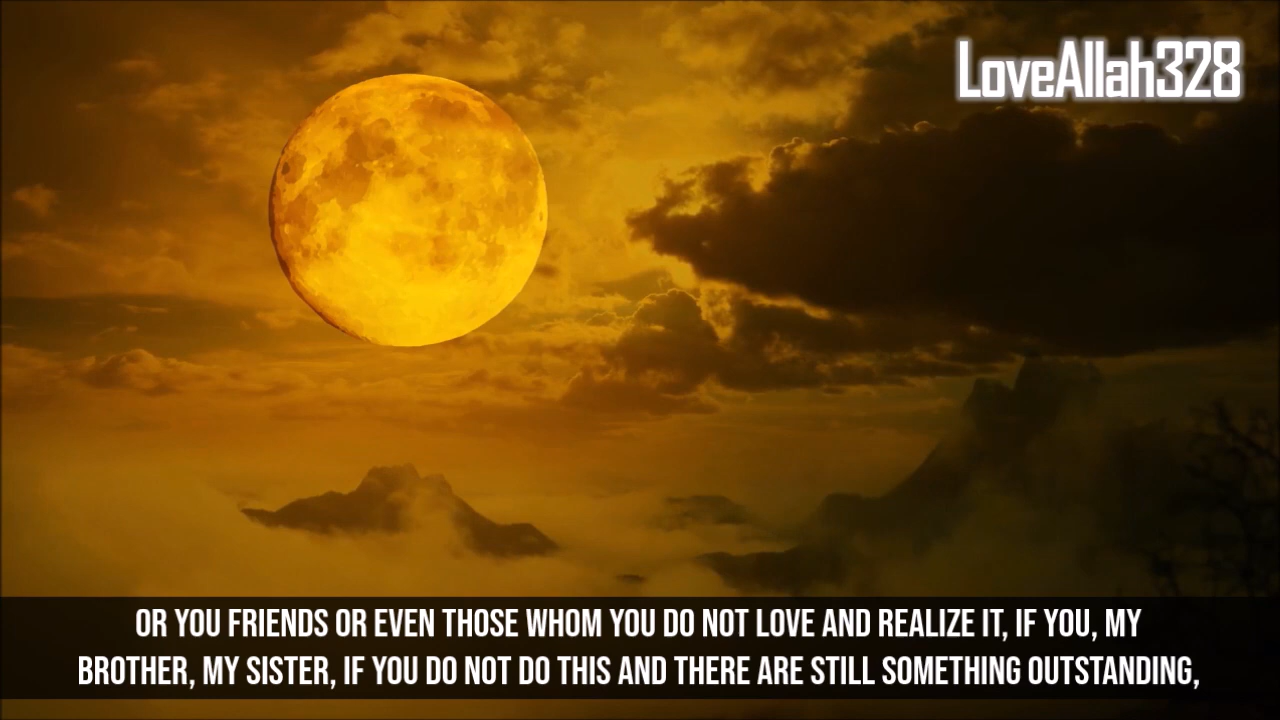 LoveAllah328
OR YOU FRIENDS OR EVEN THOSE WHOM YOU DO NOT LOVE AND REALIZE IT, IF YOU, MY
BROTHER, MY SISTER, IF YOU DO NOT DO THIS AND THERE ARE STILL SOMETHING OUTSTANDING,